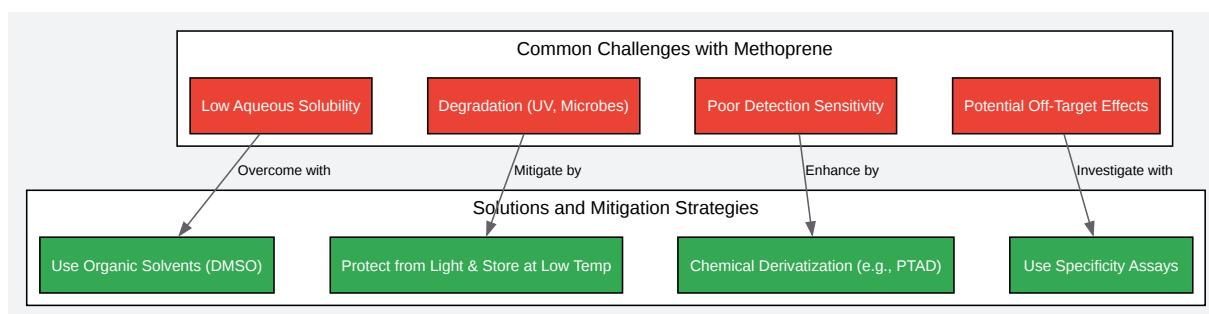 Common Challenges with Methoprene
Low Aqueous Solubility
Degradation (UV, Microbes)
Poor Detection Sensitivity
Potential Off-Target Effects
Overcome with
Mitigate by
Enhance by
Investigate with
Solutions and Mitigation Strategies
Use Organic Solvents (DMSO)
Protect from Light & Store at Low Temp
Chemical Derivatization (e.g., PTAD)
Use Specificity Assays